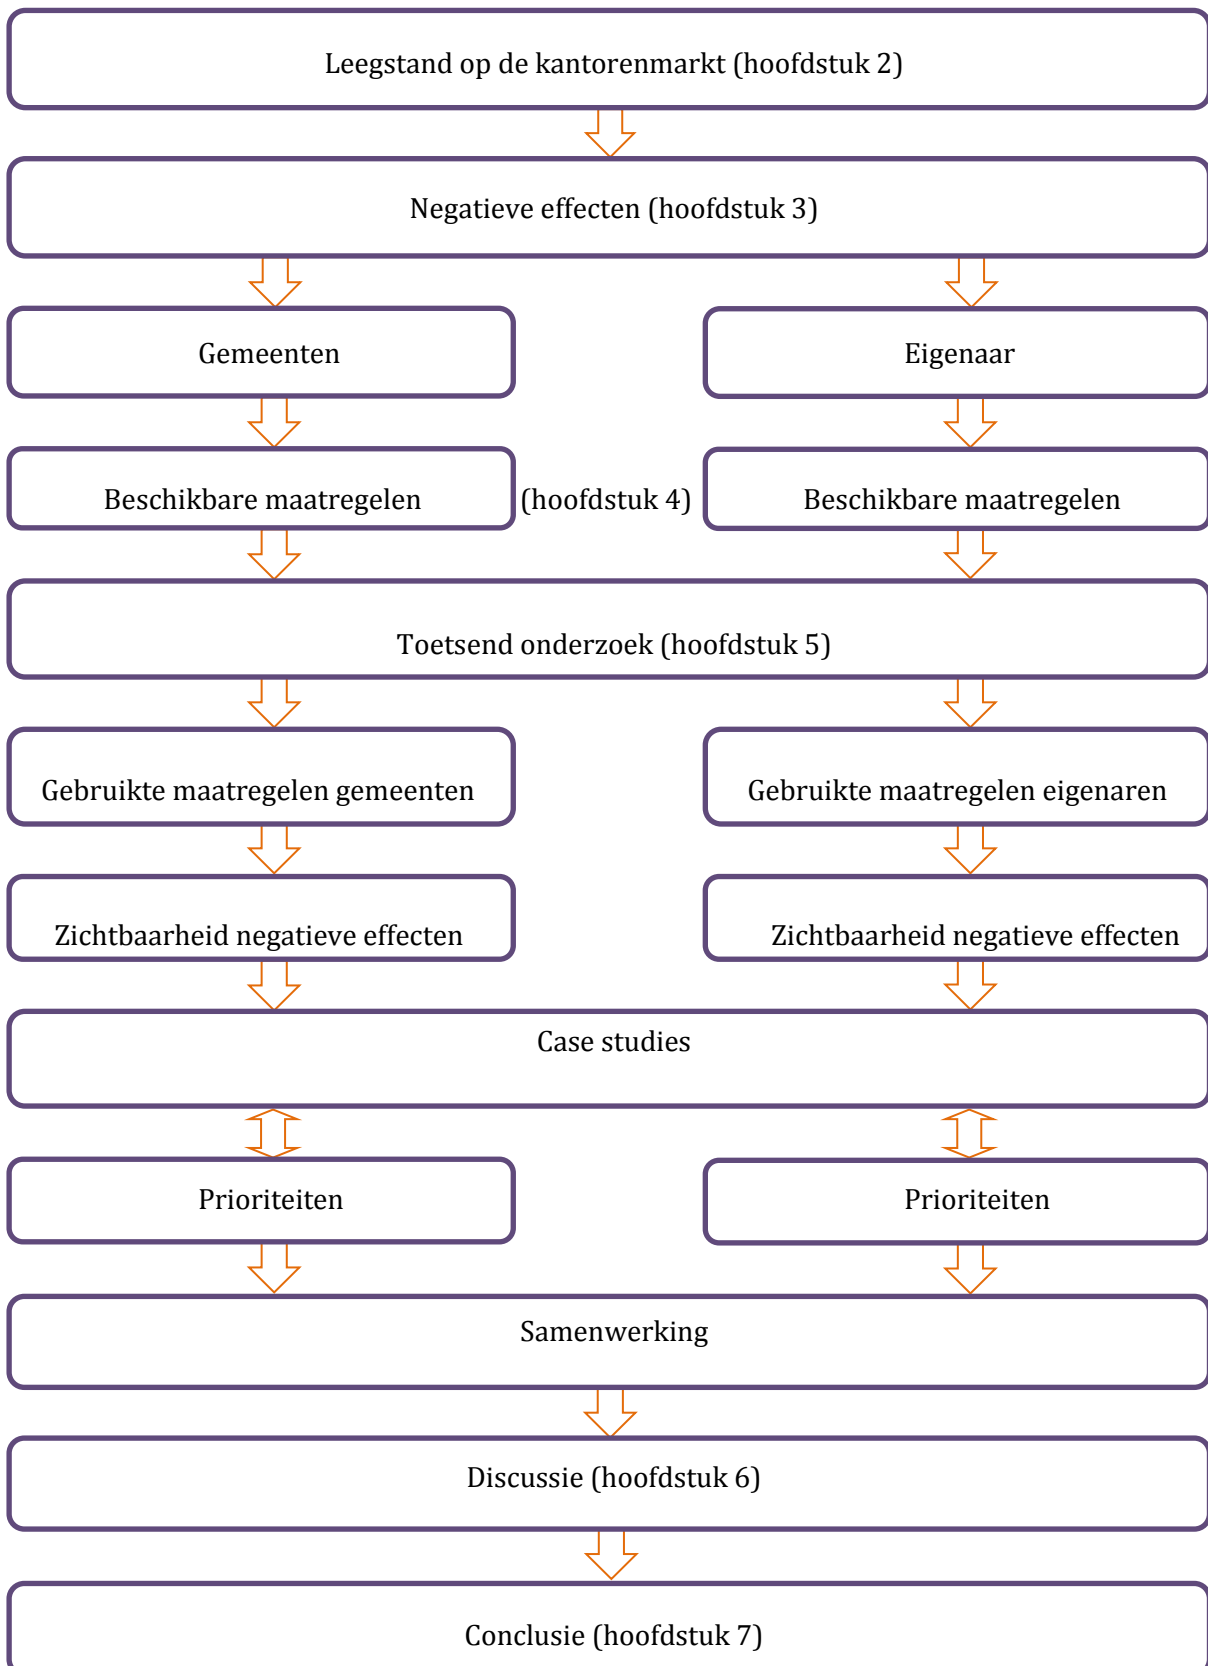 Leegstand op de kantorenmarkt (hoofdstuk 2)
Negatieve effecten (hoofdstuk 3)
Gemeenten
Eigenaar
Beschikbare maatregelen
(hoofdstuk 4)
Beschikbare maatregelen
Toetsend onderzoek (hoofdstuk 5)
Gebruikte maatregelen gemeenten
Gebruikte maatregelen eigenaren
Zichtbaarheid negatieve effecten
Zichtbaarheid negatieve effecten
Case studies
Prioriteiten
Prioriteiten
Samenwerking
Discussie (hoofdstuk 6)
Conclusie (hoofdstuk 7)